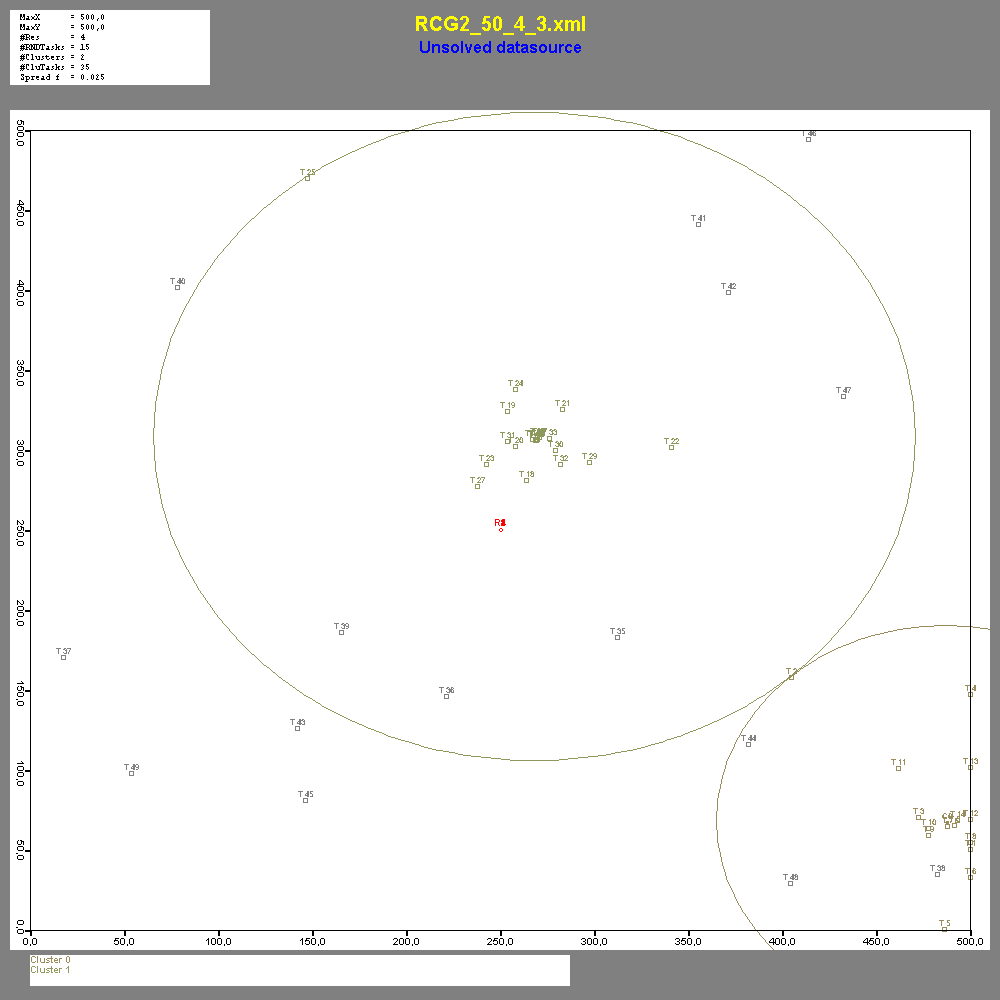 MaxX = 500,0
MaxY = 500,0
#Res = 4
#RNDTasks = 15
#Clusters = 2
#CluTasks = 35
Spread f = 0.025
RCG2_50_4_3.xml
Unsolved datasource
500,0
T 46
T 25
450,0
T 41
T 40
400,0
T 42
350,0
T 24
T 47
T 19
T 21
300,0
T 31
T 20
T 33
T 30
T 22
T 23
T 32
T 29
T 27
T 18
250,0
200,0
T 39
T 35
T 37
T 2
150,0
T 36
T 4
T 43
T 44
100,0
T 49
T 11
T 13
T 45
T 3
T 12
T 10
50,0
T 48
T 38
T 6
T 5
0,0
0,0 50,0 100,0 150,0 200,0 250,0 300,0 350,0 400,0 450,0 500,0
Cluster 0
Cluster 1